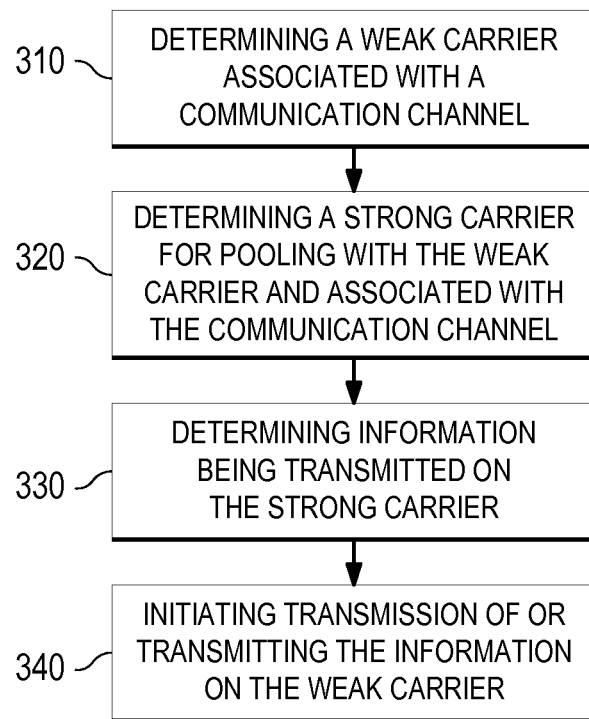 310
DETERMINING A WEAK CARRIER
ASSOCIATED WITH A
COMMUNICATION CHANNEL
320
DETERMINING A STRONG CARRIER
FOR POOLING WITH THE WEAK
CARRIER AND ASSOCIATED WITH
THE COMMUNICATION CHANNEL
330
DETERMINING INFORMATION
BEING TRANSMITTED ON
THE STRONG CARRIER
340
INITIATING TRANSMISSION OF OR
TRANSMITTING THE INFORMATION
ON THE WEAK CARRIER